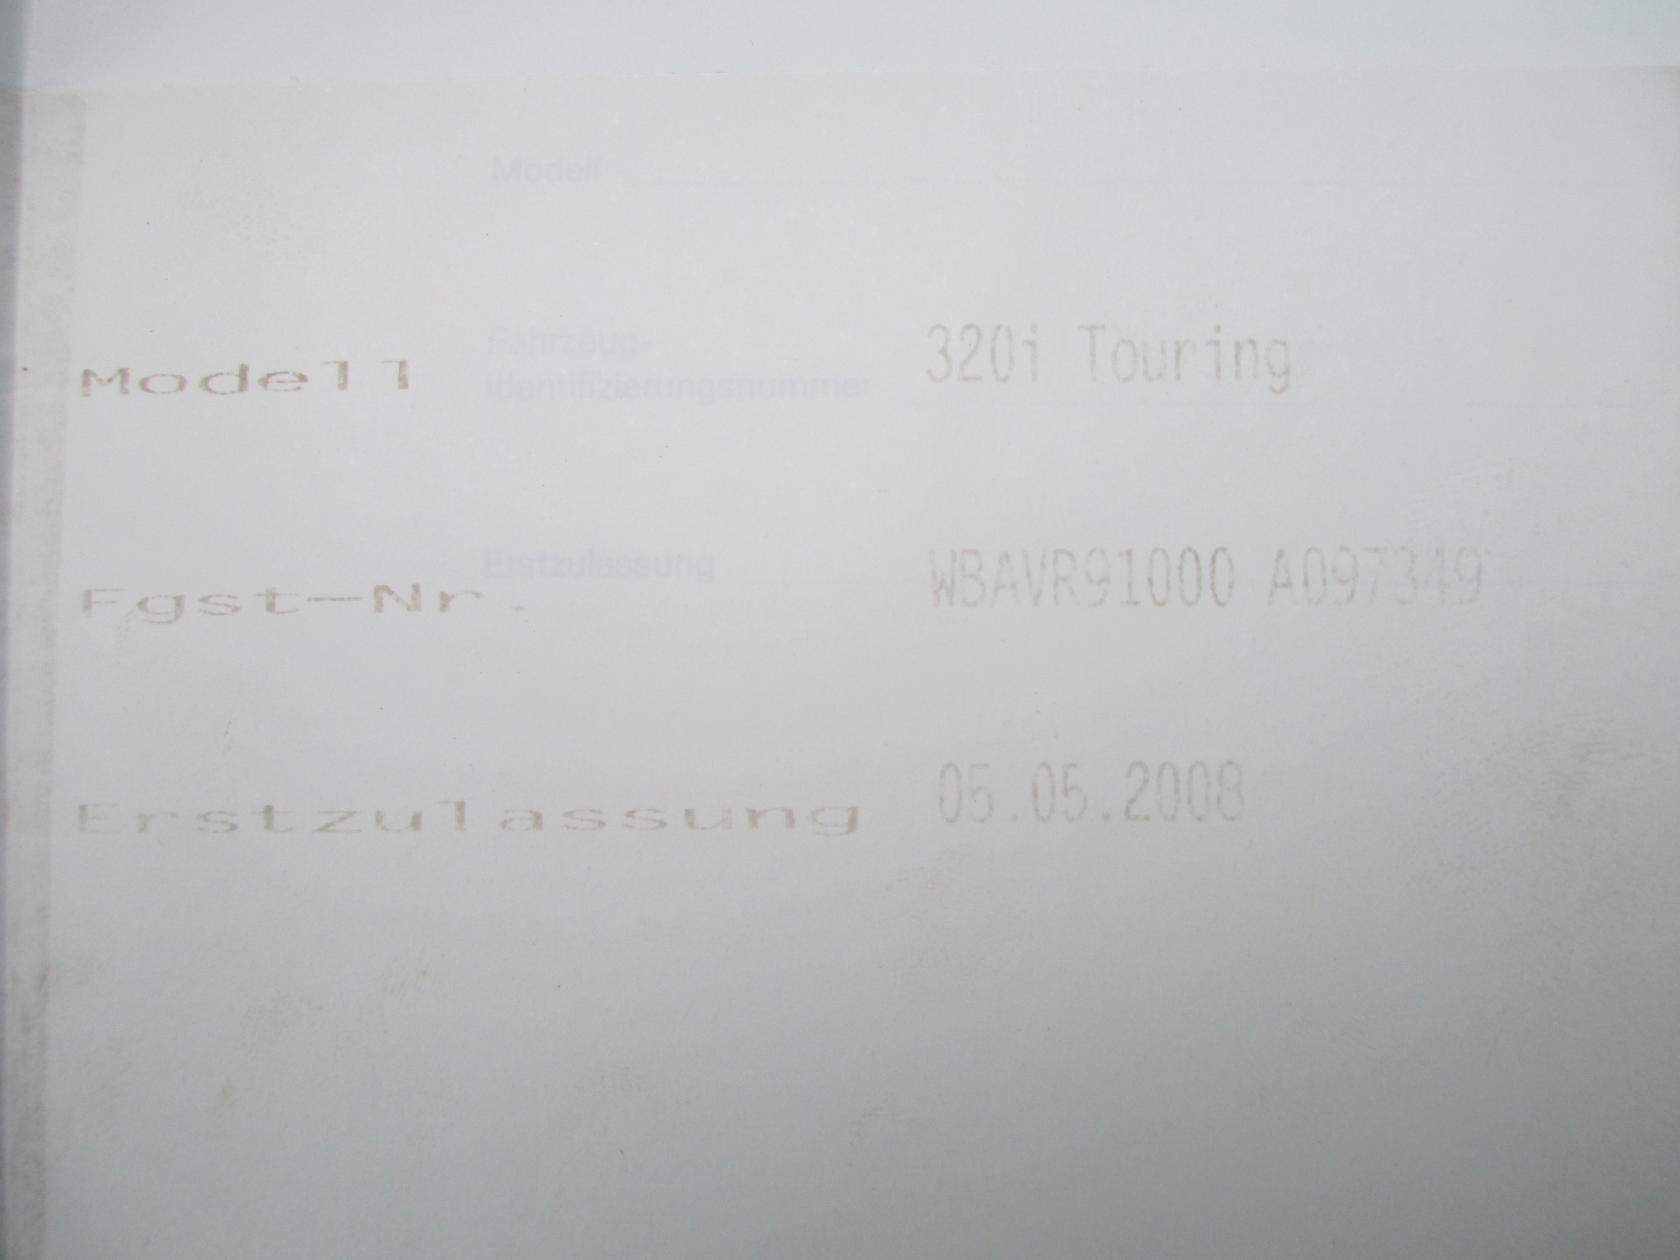 Modell
Fahrzeug-
identifizierungsnummer
Modell 320i Touring
Erstzulassung
Fgst-Nr. WBAVR91000 A097349
Erstzulassung 05.05.2008